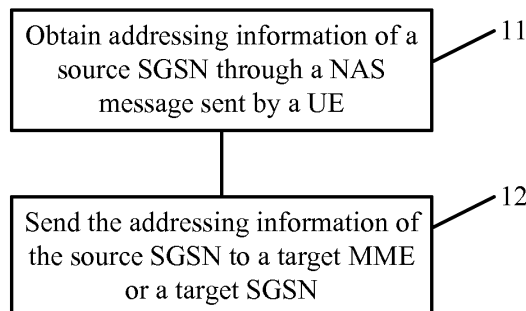 Obtain addressing information of a
source SGSN through a NAS
message sent by a UE
11
Send the addressing information of
the source SGSN to a target MME
or a target SGSN
12